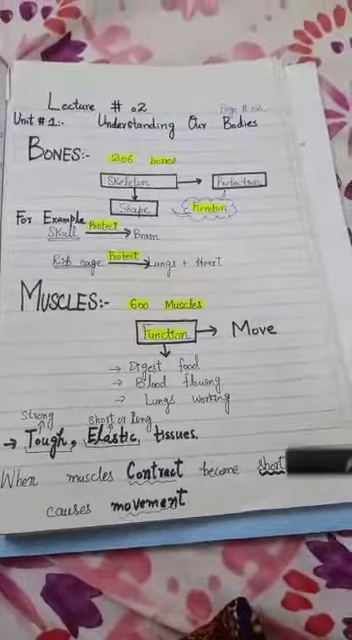 Lecture # .02
Unit #1:- Understanding Our Bodies
BONES:- 206 bones
Skeleton → Protection
Shape Function
For Example
Skull Protect → Brain
Rib cage Protect → Lungs + Heart
MUSCLES:- 600 Muscles
Function → Move
→ Digest food
→ Blood flowing
→ Lungs working
Strong short or long
→ Tough, Elastic, tissues.
When muscles Contract become short
causes movement